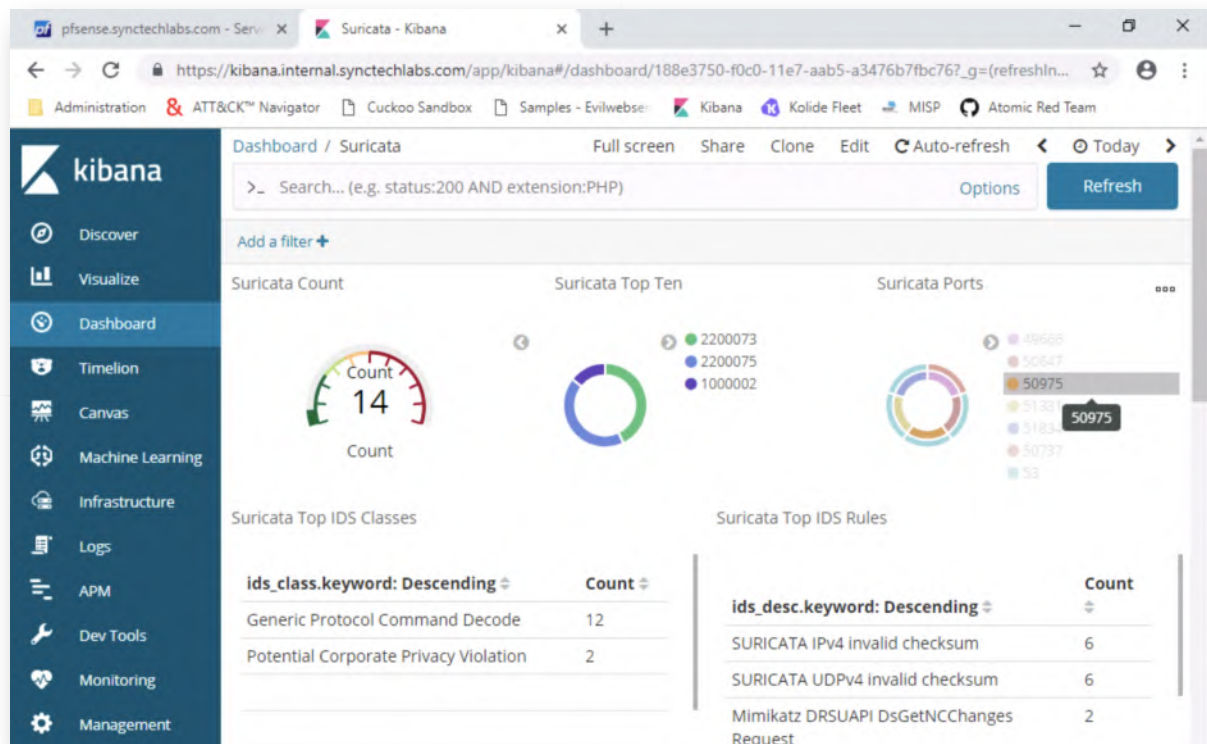 pfsense.synctechlabs.com - Serv
Suricata - Kibana
https://kibana.internal.synctechlabs.com/app/kibana#/dashboard/188e3750-f0c0-11e7-aab5-a3476b7fbc76?_g=(refreshIn...
Administration ATT&CK™ Navigator Cuckoo Sandbox Samples - Evilwebser Kibana Kolide Fleet MISP Atomic Red Team
kibana
Discover
Visualize
Dashboard
Timelion
Canvas
Machine Learning
Infrastructure
Logs
APM
Dev Tools
Monitoring
Management
Dashboard / Suricata Full screen Share Clone Edit Auto-refresh Today
>_ Search... (e.g. status:200 AND extension:PHP) Options Refresh
Add a filter +
Suricata Count
Count
14
Count
Suricata Top Ten
2200073
2200075
1000002
Suricata Ports
49666
50647
50975
51331
50975
50737
53
Suricata Top IDS Classes
ids_class.keyword: Descending Count
Generic Protocol Command Decode 12
Potential Corporate Privacy Violation 2
Suricata Top IDS Rules
ids_desc.keyword: Descending Count
SURICATA IPv4 invalid checksum 6
SURICATA UDPv4 invalid checksum 6
Mimikatz DRSUAPI DsGetNCChanges 2
Request